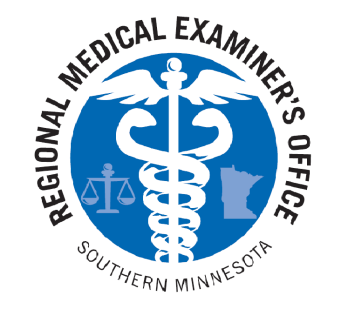 REGIONAL MEDICAL EXAMINER'S OFFICE
SOUTHERN MINNESOTA